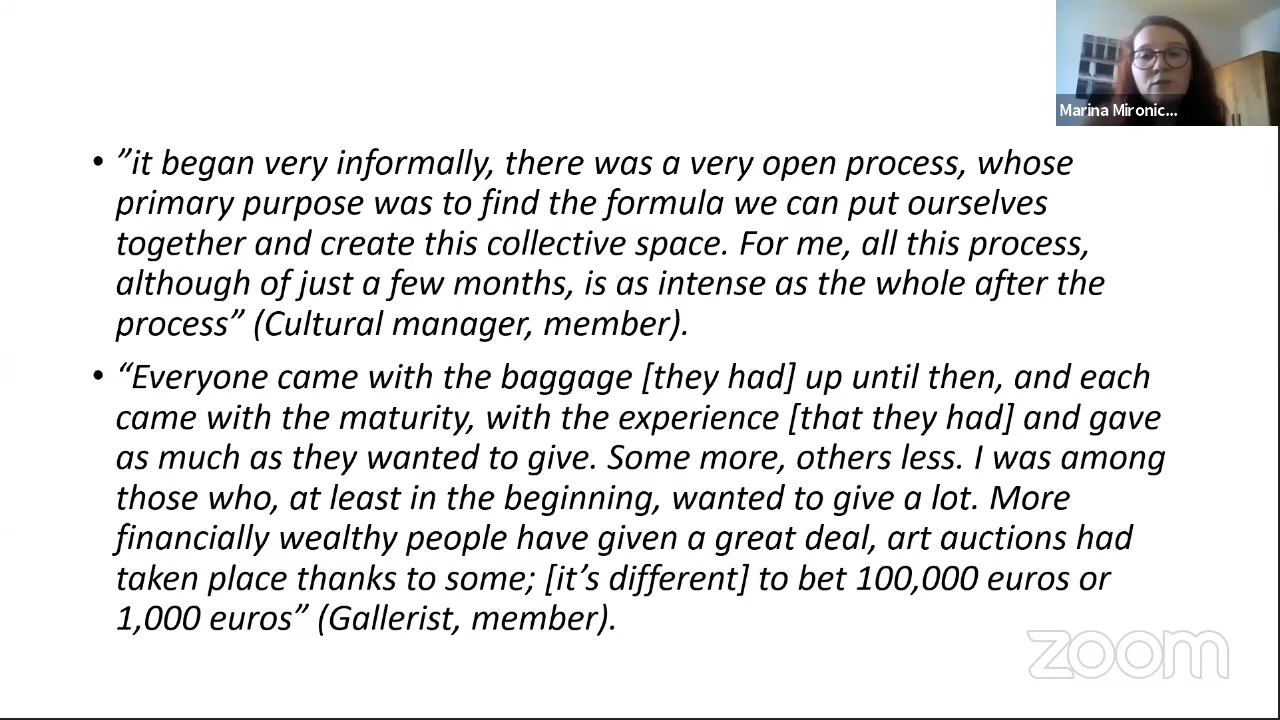 Marina Mironic...
• ”it began very informally, there was a very open process, whose
primary purpose was to find the formula we can put ourselves
together and create this collective space. For me, all this process,
although of just a few months, is as intense as the whole after the
process” (Cultural manager, member).
• “Everyone came with the baggage [they had] up until then, and each
came with the maturity, with the experience [that they had] and gave
as much as they wanted to give. Some more, others less. I was among
those who, at least in the beginning, wanted to give a lot. More
financially wealthy people have given a great deal, art auctions had
taken place thanks to some; [it’s different] to bet 100,000 euros or
1,000 euros” (Gallerist, member).
zoom